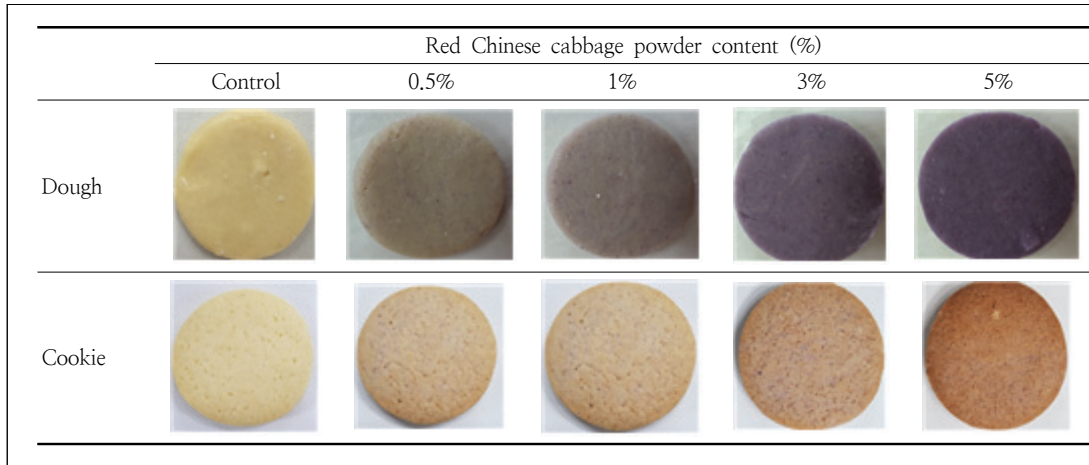 Red Chinese cabbage powder content (%)
Control 0.5% 1% 3% 5%
Dough
Cookie